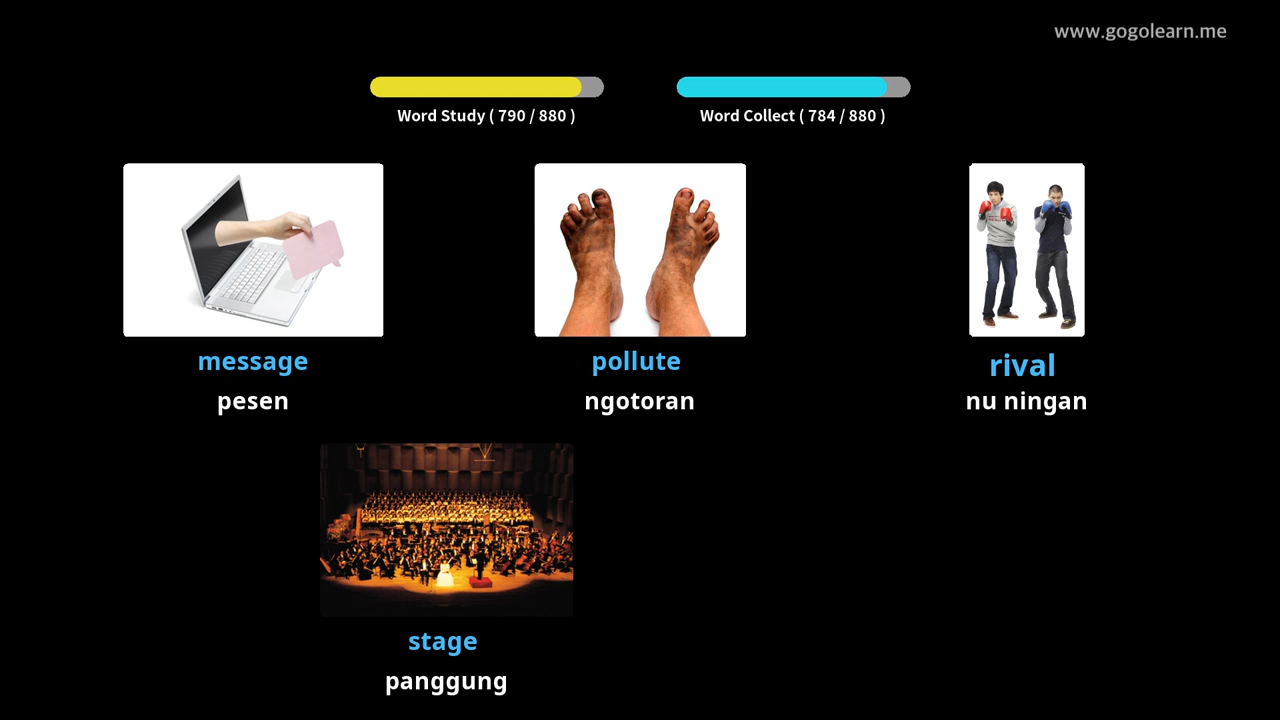 www.gogolearn.me
Word Study ( 790 / 880 )
Word Collect ( 784 / 880 )
message
pesen
pollute
ngotoran
rival
nu ningan
stage
panggung